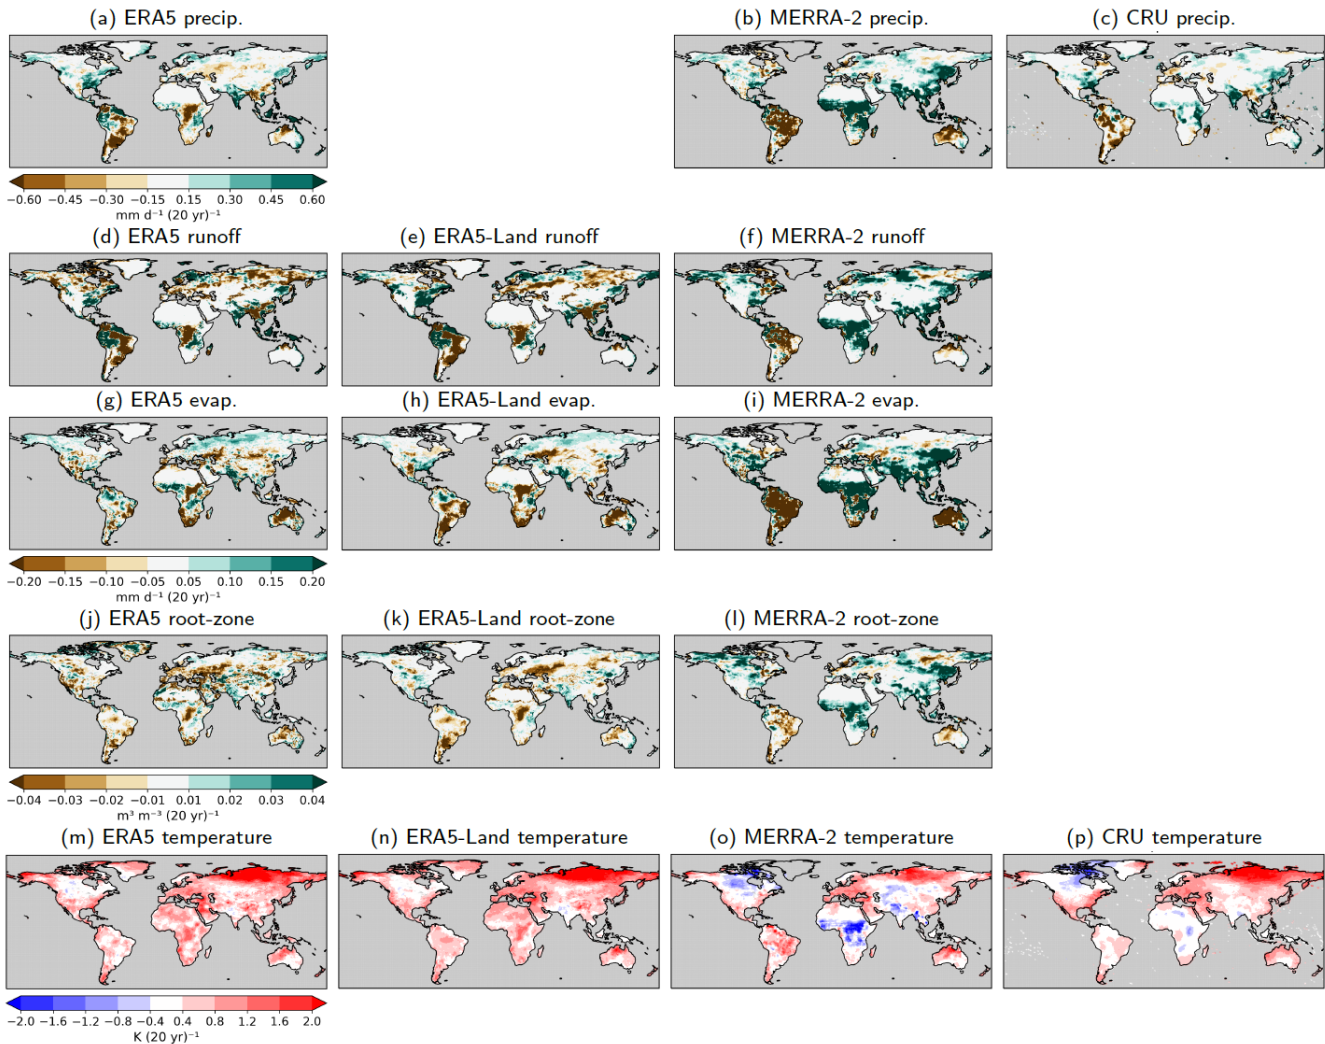 (a) ERA5 precip.
(b) MERRA-2 precip.
(c) CRU precip.
−0.60 −0.45 −0.30 −0.15 0.15 0.30 0.45 0.60
mm d⁻¹ (20 yr)⁻¹
(d) ERA5 runoff
(e) ERA5-Land runoff
(f) MERRA-2 runoff
(g) ERA5 evap.
(h) ERA5-Land evap.
(i) MERRA-2 evap.
−0.20 −0.15 −0.10 −0.05 0.05 0.10 0.15 0.20
mm d⁻¹ (20 yr)⁻¹
(j) ERA5 root-zone
(k) ERA5-Land root-zone
(l) MERRA-2 root-zone
−0.04 −0.03 −0.02 −0.01 0.01 0.02 0.03 0.04
m³ m⁻³ (20 yr)⁻¹
(m) ERA5 temperature
(n) ERA5-Land temperature
(o) MERRA-2 temperature
(p) CRU temperature
−2.0 −1.6 −1.2 −0.8 −0.4 0.4 0.8 1.2 1.6 2.0
K (20 yr)⁻¹